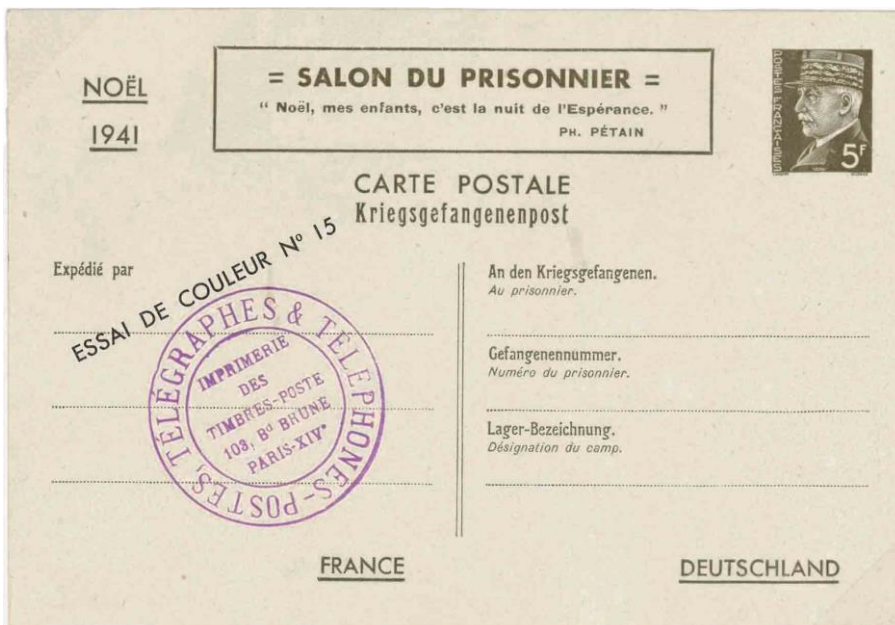 NOËL
1941
= SALON DU PRISONNIER =
" Noël, mes enfants, c'est la nuit de l'Espérance. "
PH. PÉTAIN
POSTES FRANÇAISES
5F
CARTE POSTALE
Kriegsgefangenenpost
ESSAI DE COULEUR Nº 15
Expédié par
POSTES, TÉLÉGRAPHES & TÉLÉPHONES-
IMPRIMERIE
DES
TIMBRES-POSTE
103, Bd BRUNE
PARIS-XIVe
An den Kriegsgefangenen.
Au prisonnier.
Gefangenennummer.
Numéro du prisonnier.
Lager-Bezeichnung.
Désignation du camp.
FRANCE
DEUTSCHLAND